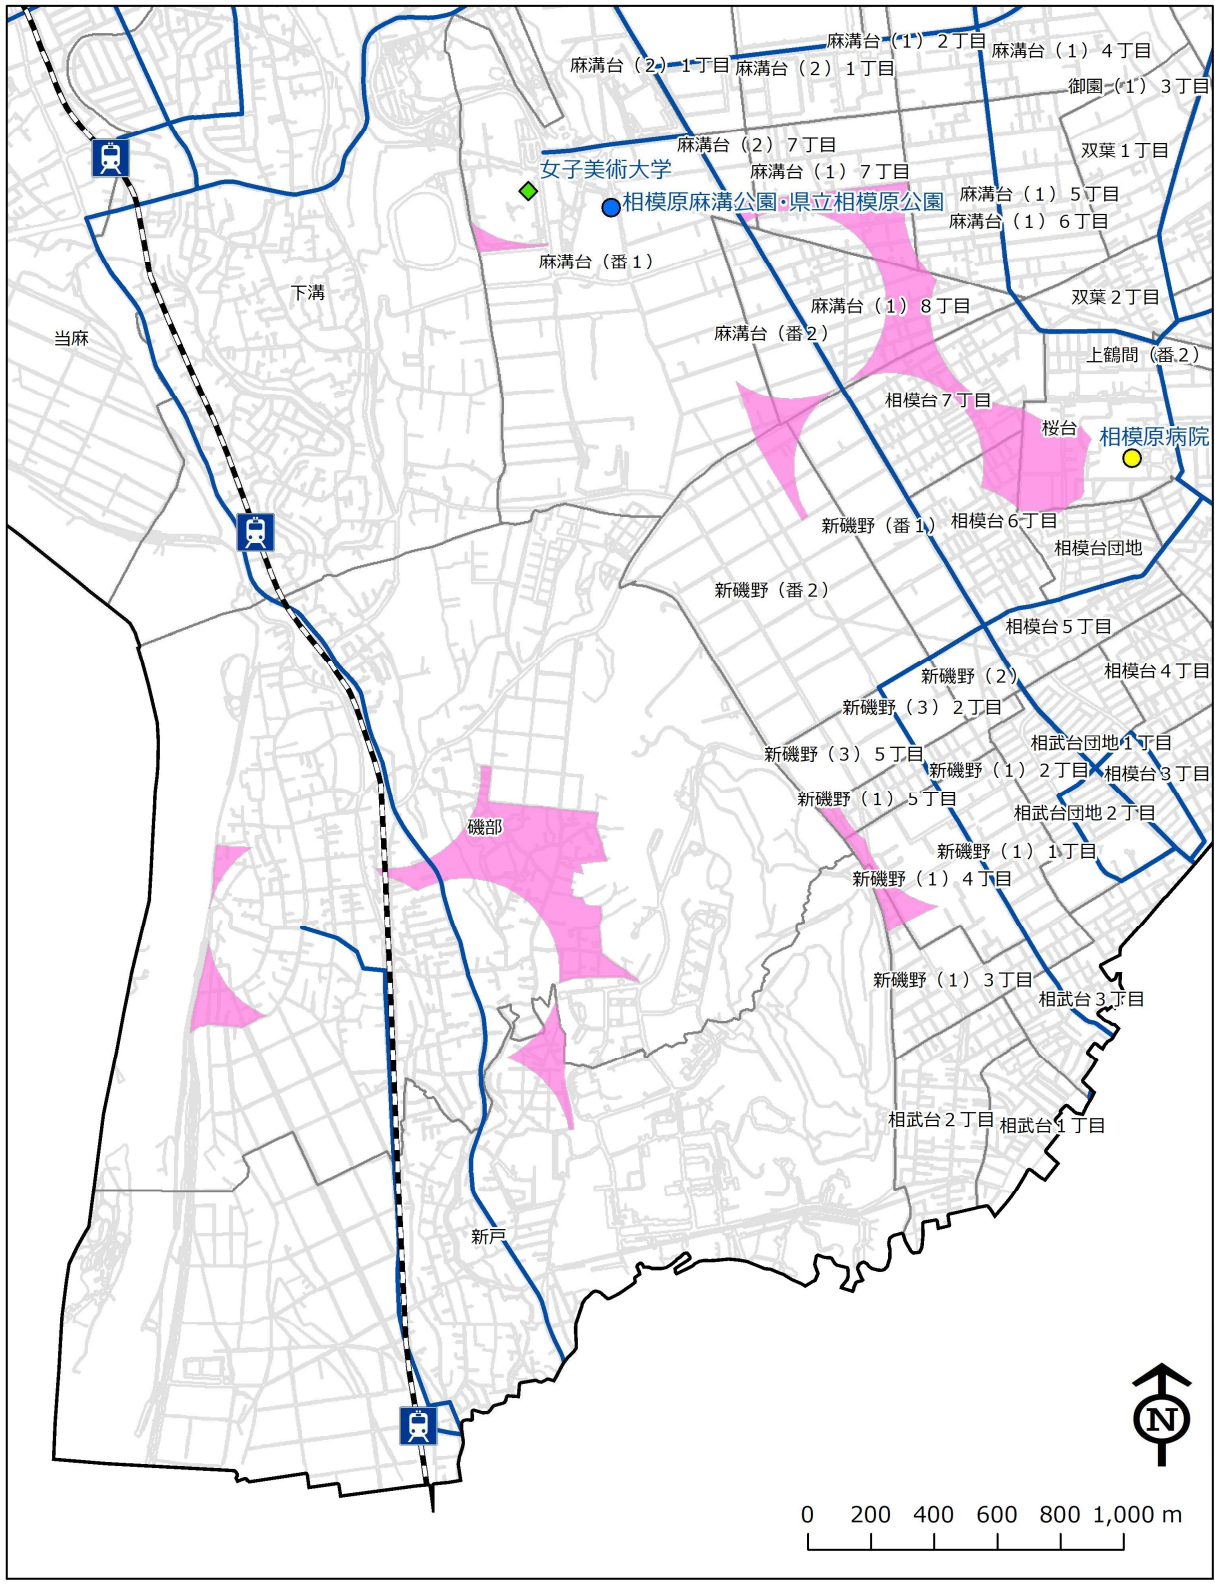 麻溝台（１）２丁目
麻溝台（１）４丁目
麻溝台（２）１丁目
麻溝台（２）１丁目
御園（１）３丁目
麻溝台（２）７丁目
双葉１丁目
女子美術大学
麻溝台（１）７丁目
相模原麻溝公園･県立相模原公園
麻溝台（１）５丁目
麻溝台（１）６丁目
麻溝台（番１）
下溝
双葉２丁目
麻溝台（１）８丁目
当麻
麻溝台（番２）
上鶴間（番２）
相模台７丁目
桜台
相模原病院
新磯野（番１）
相模台６丁目
相模台団地
新磯野（番２）
相模台５丁目
新磯野（２）
相模台４丁目
新磯野（３）２丁目
新磯野（３）５丁目
相武台団地１丁目
新磯野（１）２丁目
相模台３丁目
新磯野（１）５丁目
相武台団地２丁目
磯部
新磯野（１）１丁目
新磯野（１）４丁目
新磯野（１）３丁目
相武台３丁目
相武台２丁目
相武台１丁目
新戸
N
0 200 400 600 800 1,000 m